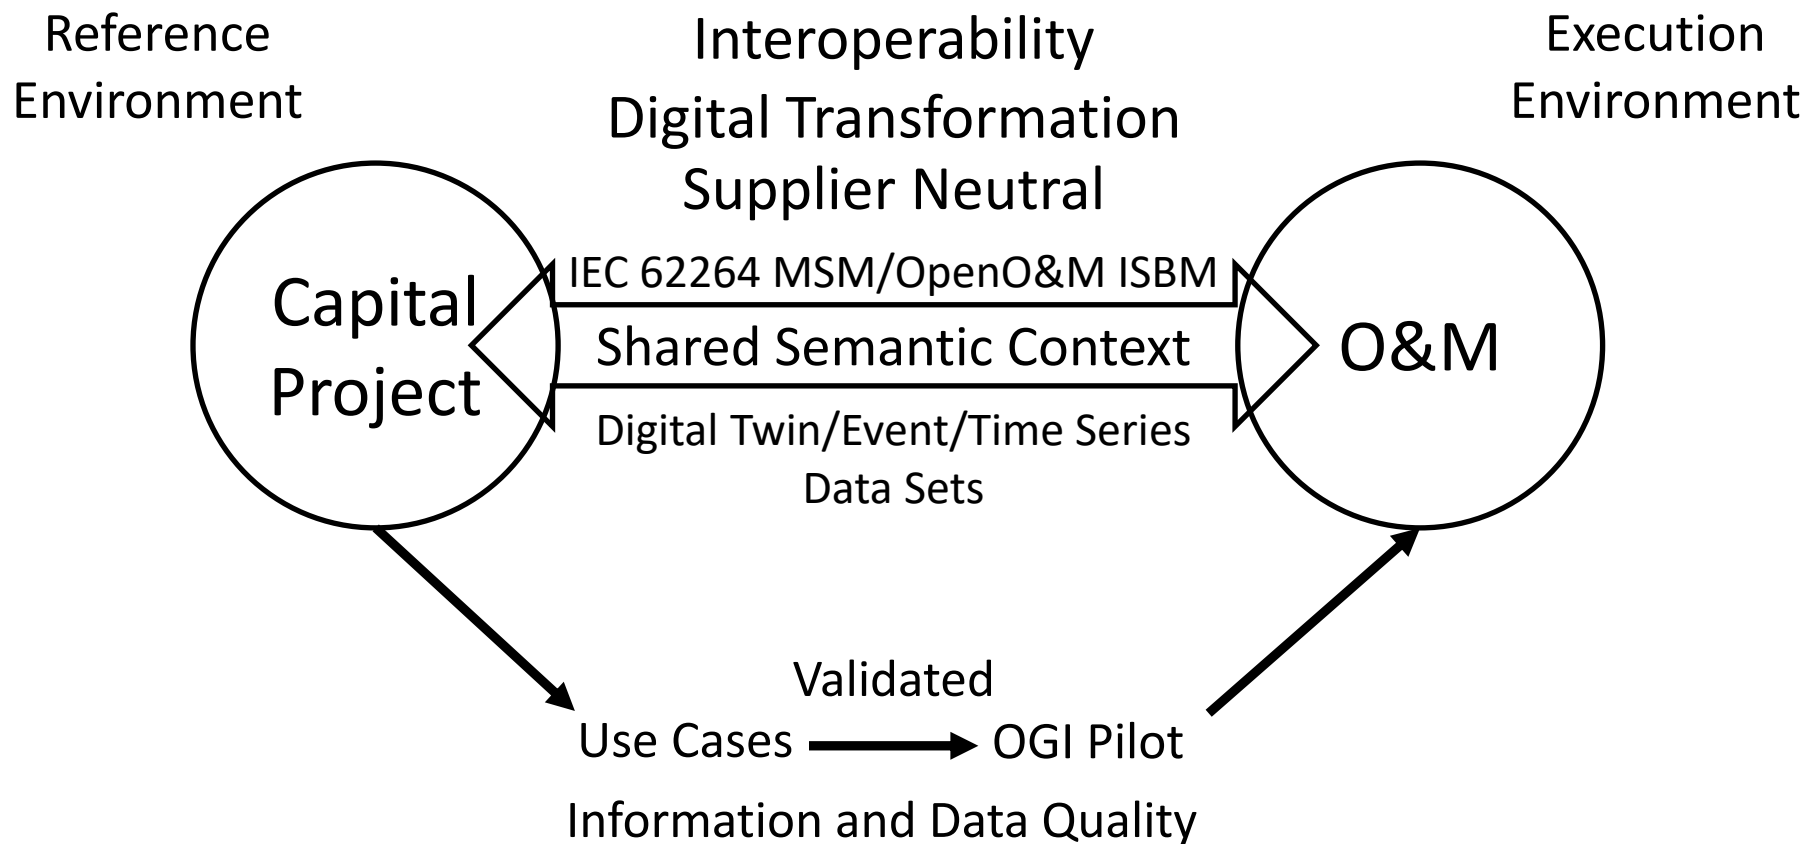 Reference
Environment
Interoperability
Digital Transformation
Supplier Neutral
Execution
Environment
Capital
Project
IEC 62264 MSM/OpenO&M ISBM
Shared Semantic Context
Digital Twin/Event/Time Series
Data Sets
O&M
Validated
Use Cases
OGI Pilot
Information and Data Quality